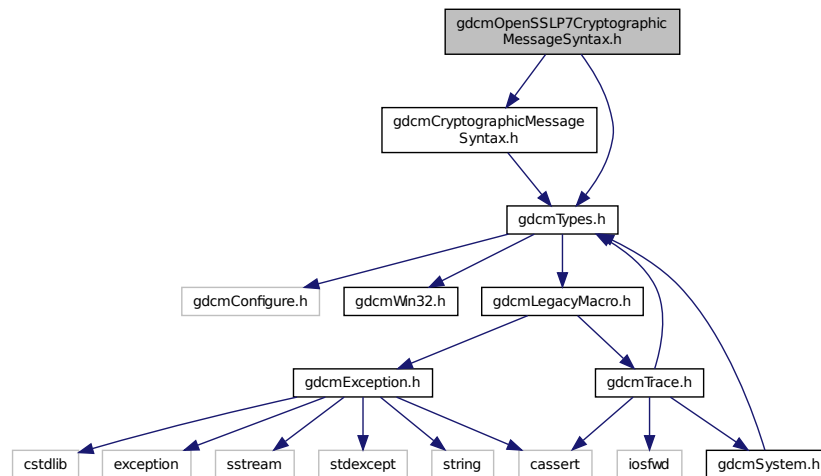 gdcmOpenSSLP7Cryptographic
MessageSyntax.h
gdcmCryptographicMessage
Syntax.h
gdcmTypes.h
gdcmConfigure.h
gdcmWin32.h
gdcmLegacyMacro.h
gdcmException.h
gdcmTrace.h
cstdlib
exception
sstream
stdexcept
string
cassert
iosfwd
gdcmSystem.h